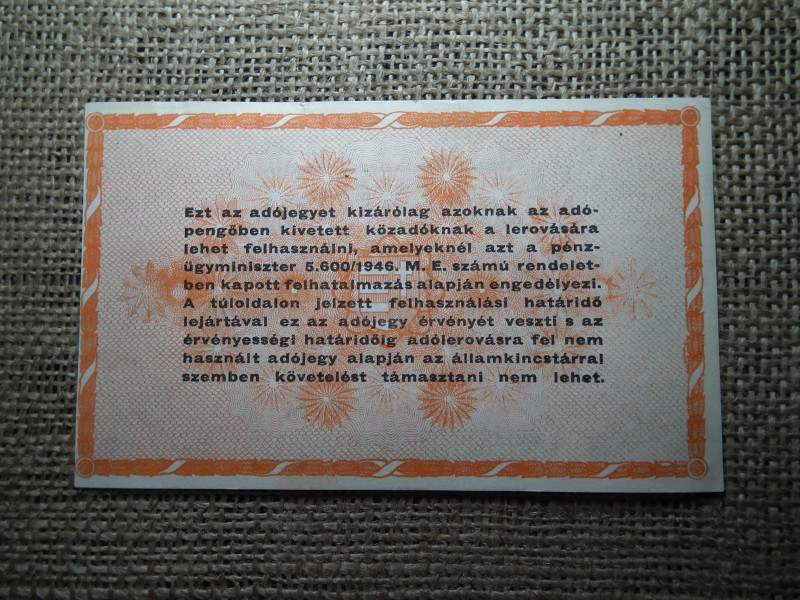 Ezt az adójegyet kizárólag azoknak az adó-
pengőben kivetett közadóknak a lerovására
lehet felhasználni, amelyeknél azt a pénz-
ügyminiszter 5.600/1946. M. E. számú rendelet-
ben kapott felhatalmazás alapján engedélyezi.
A túloldalon jelzett felhasználási határidő
lejártával ez az adójegy érvényét veszti s az
érvényességi határidőig adólerovásra fel nem
használt adójegy alapján az államkincstárral
szemben követelést támasztani nem lehet.